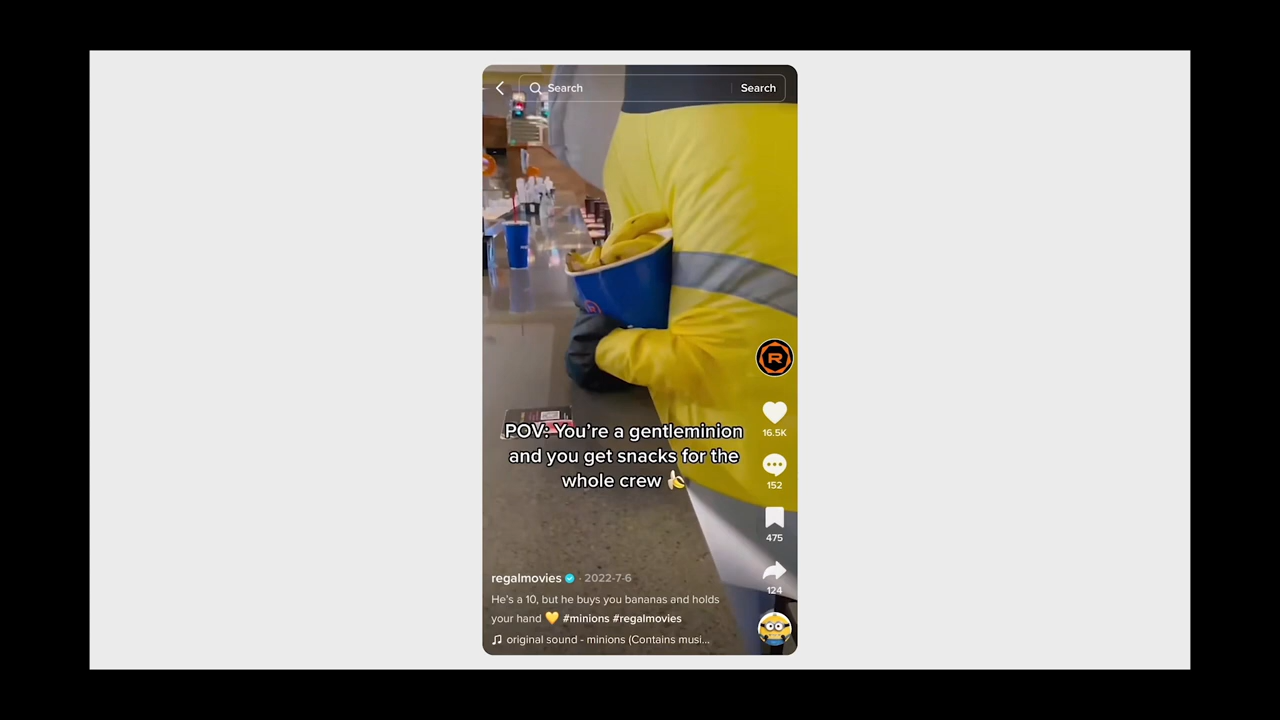 Search
Search
R
POV: You're a gentleminion
and you get snacks for the
whole crew 🍌
16.5K
152
475
124
regalmovies · 2022-7-6
He's a 10, but he buys you bananas and holds
your hand 💛 #minions #regalmovies
original sound - minions (Contains musi...